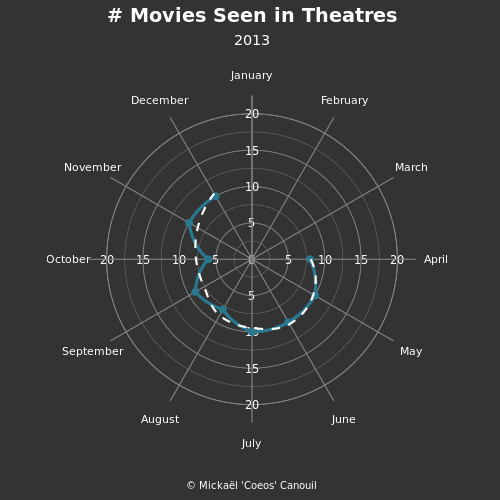 # Movies Seen in Theatres
2013
January
December
February
November
March
October
April
September
May
August
June
July
20
15
10
5
20 15 10 5 0 5 10 15 20
5
10
15
20
© Mickaël 'Coeos' Canouil